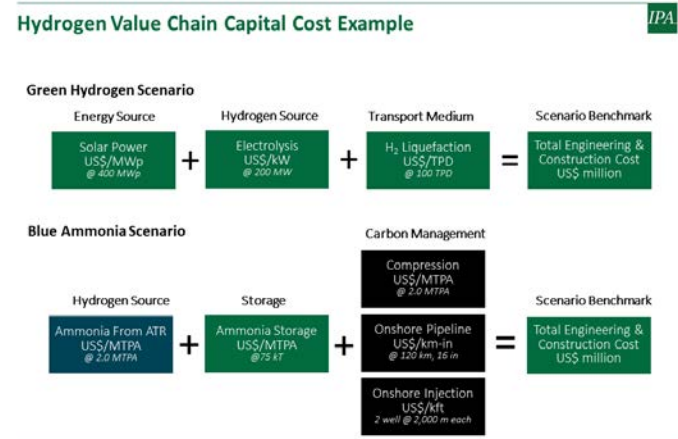 Hydrogen Value Chain Capital Cost Example
IPA
Green Hydrogen Scenario
Energy Source
Hydrogen Source
Transport Medium
Scenario Benchmark
Solar Power
US$/MWp
@ 400 MWp
+
Electrolysis
US$/kW
@ 200 MW
+
H₂ Liquefaction
US$/TPD
@ 100 TPD
=
Total Engineering &
Construction Cost
US$ million
Blue Ammonia Scenario
Carbon Management
Hydrogen Source
Storage
Scenario Benchmark
Ammonia From ATR
US$/MTPA
@ 2.0 MTPA
+
Ammonia Storage
US$/MTPA
@75 kT
+
Compression
US$/MTPA
@ 2.0 MTPA
Onshore Pipeline
US$/km-in
@ 120 km, 16 in
Onshore Injection
US$/kft
2 well @ 2,000 m each
=
Total Engineering &
Construction Cost
US$ million